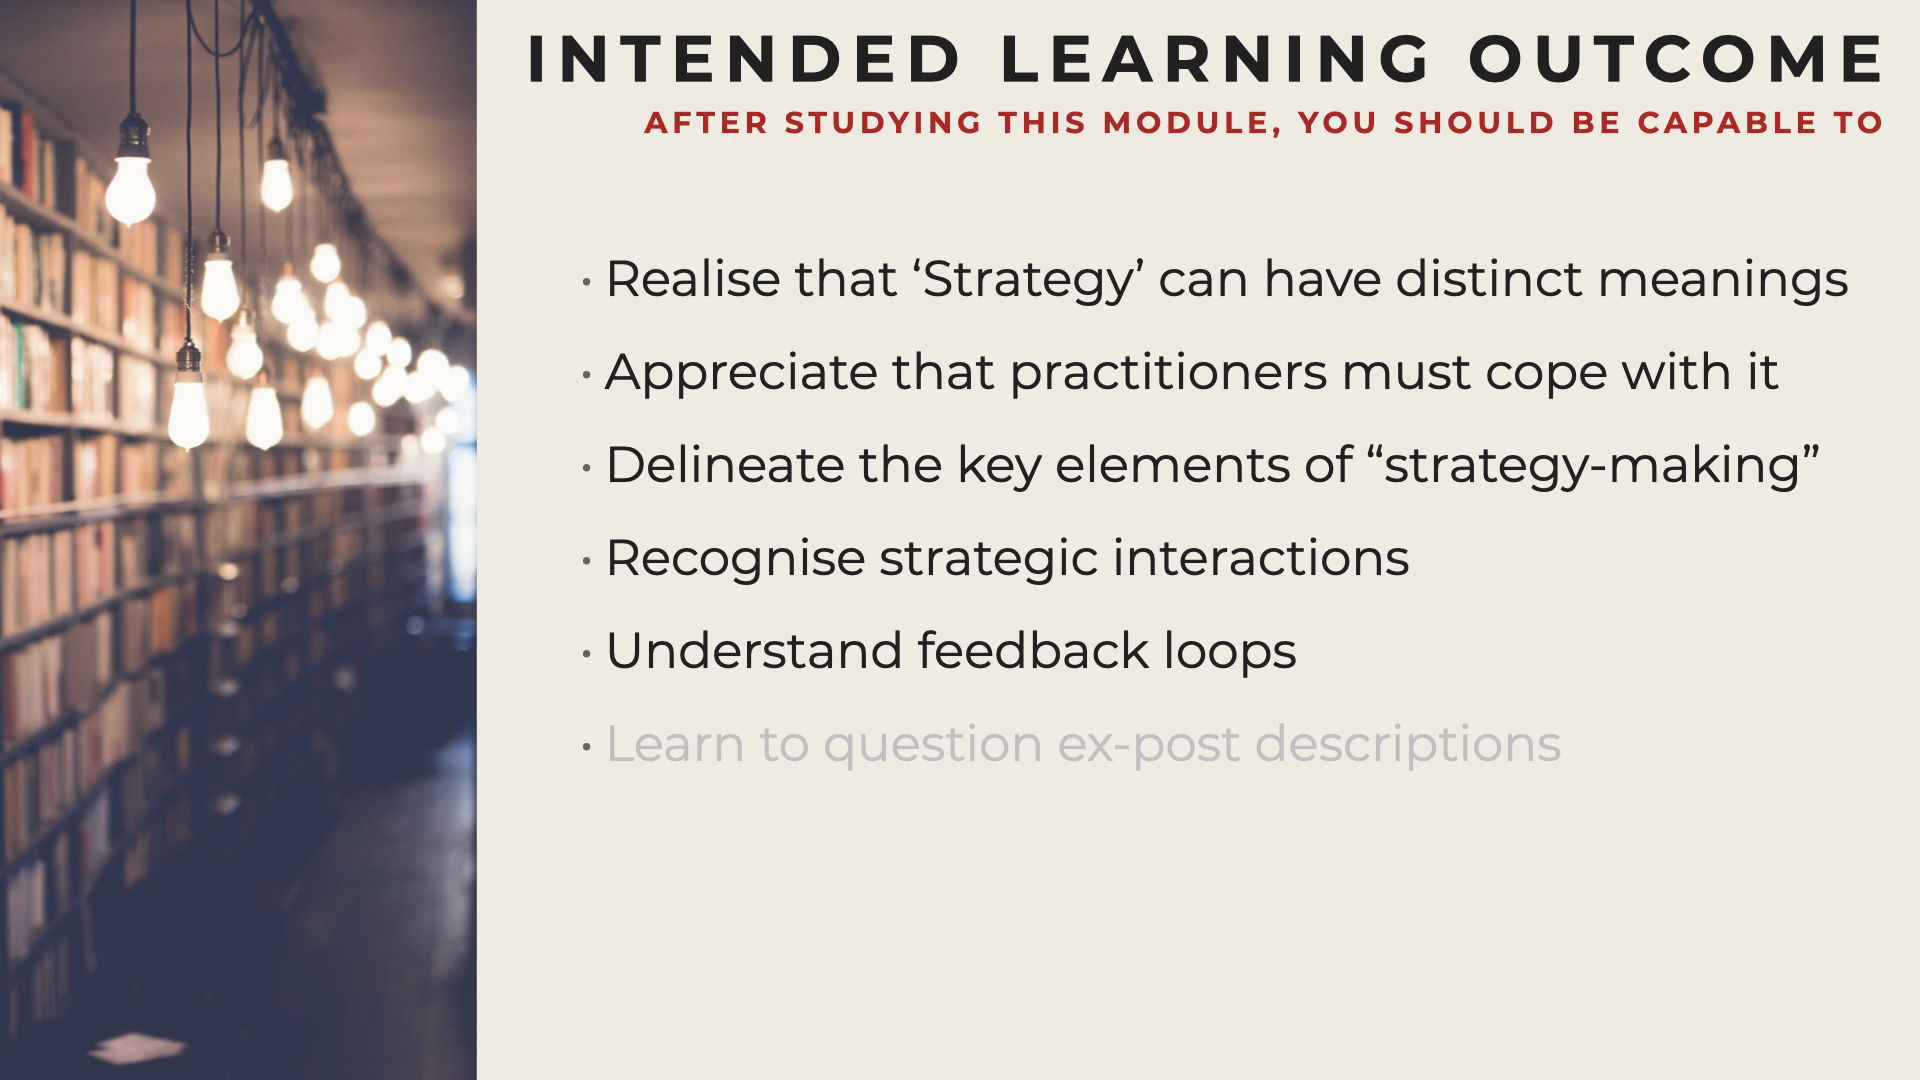 INTENDED LEARNING OUTCOME
AFTER STUDYING THIS MODULE, YOU SHOULD BE CAPABLE TO
• Realise that ‘Strategy’ can have distinct meanings
• Appreciate that practitioners must cope with it
• Delineate the key elements of “strategy-making”
• Recognise strategic interactions
• Understand feedback loops
• Learn to question ex-post descriptions